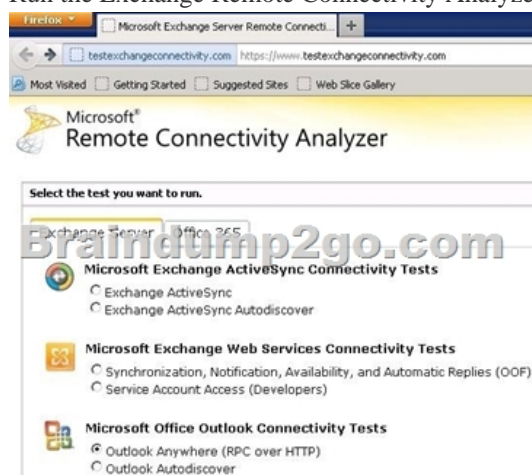 Run the Exchange Remote Connectivity Analyze
Firefox
Microsoft Exchange Server Remote Connecti... +
testexchangeconnectivity.com https://www.testexchangeconnectivity.com
Most Visited Getting Started Suggested Sites Web Slice Gallery
Microsoft®
Remote Connectivity Analyzer
Select the test you want to run.
Exchange Server Office 365
Braindump2go.com
Microsoft Exchange ActiveSync Connectivity Tests
Exchange ActiveSync
Exchange ActiveSync Autodiscover
Microsoft Exchange Web Services Connectivity Tests
Synchronization, Notification, Availability, and Automatic Replies (OOF)
Service Account Access (Developers)
Microsoft Office Outlook Connectivity Tests
Outlook Anywhere (RPC over HTTP)
Outlook Autodiscover